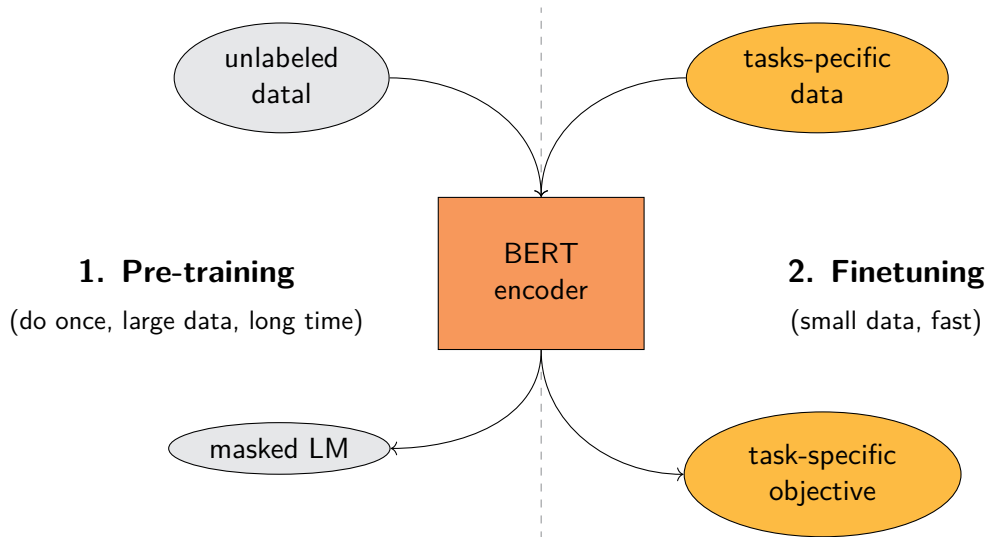 unlabeled
datal
tasks-pecific
data
BERT
encoder
1. Pre-training
(do once, large data, long time)
2. Finetuning
(small data, fast)
masked LM
task-specific
objective